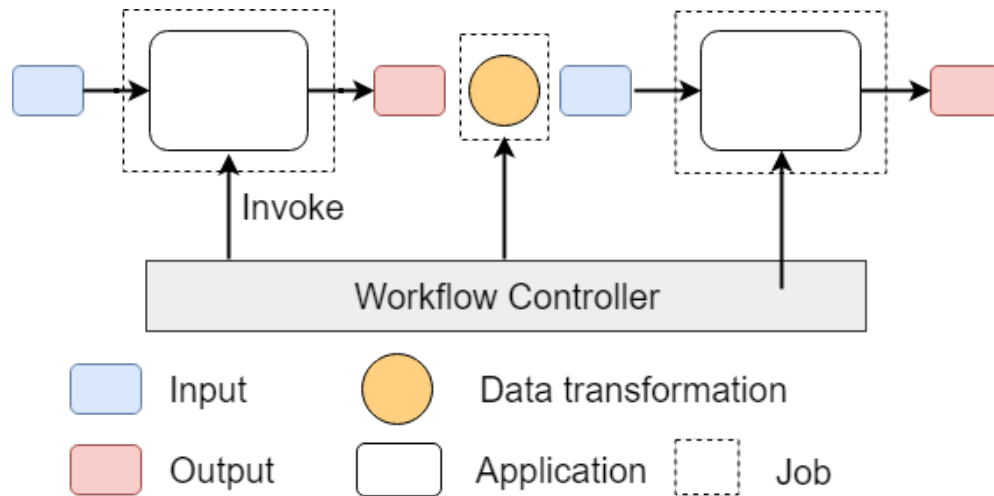 Invoke
Workflow Controller
Input
Data transformation
Output
Application
Job